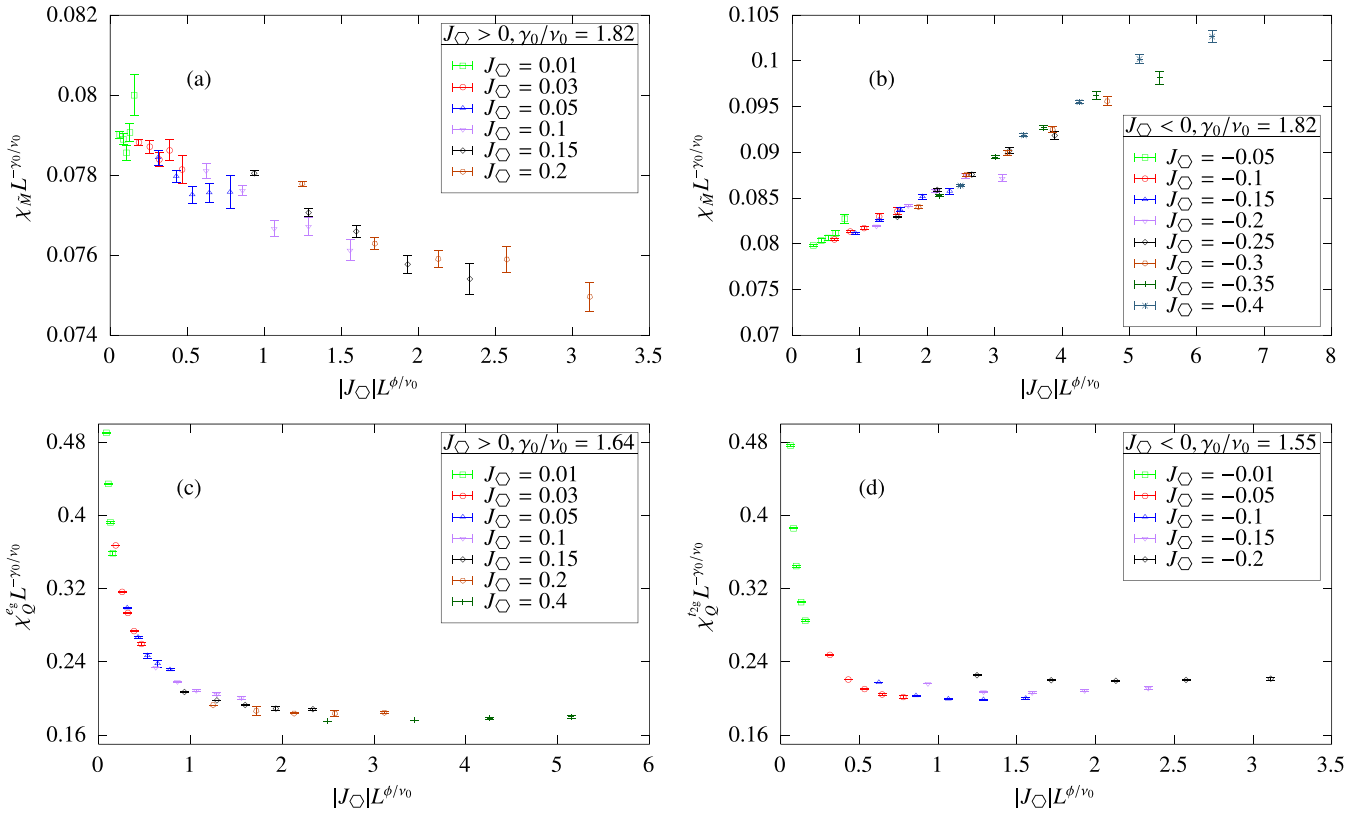 0.082
0.08
0.078
0.076
0.074
χ_M̃ L^{−γ₀/ν₀}
(a)
J⎔ > 0, γ₀/ν₀ = 1.82
J⎔ = 0.01
J⎔ = 0.03
J⎔ = 0.05
J⎔ = 0.1
J⎔ = 0.15
J⎔ = 0.2
0 0.5 1 1.5 2 2.5 3 3.5
|J⎔|L^{ϕ/ν₀}
0.105
0.1
0.095
0.09
0.085
0.08
0.075
0.07
χ_M̃ L^{−γ₀/ν₀}
(b)
J⎔ < 0, γ₀/ν₀ = 1.82
J⎔ = −0.05
J⎔ = −0.1
J⎔ = −0.15
J⎔ = −0.2
J⎔ = −0.25
J⎔ = −0.3
J⎔ = −0.35
J⎔ = −0.4
0 1 2 3 4 5 6 7 8
|J⎔|L^{ϕ/ν₀}
0.48
0.4
0.32
0.24
0.16
χ_Q^{e_g} L^{−γ₀/ν₀}
(c)
J⎔ > 0, γ₀/ν₀ = 1.64
J⎔ = 0.01
J⎔ = 0.03
J⎔ = 0.05
J⎔ = 0.1
J⎔ = 0.15
J⎔ = 0.2
J⎔ = 0.4
0 1 2 3 4 5 6
|J⎔|L^{ϕ/ν₀}
0.48
0.4
0.32
0.24
0.16
χ_Q^{t_{2g}} L^{−γ₀/ν₀}
(d)
J⎔ < 0, γ₀/ν₀ = 1.55
J⎔ = −0.01
J⎔ = −0.05
J⎔ = −0.1
J⎔ = −0.15
J⎔ = −0.2
0 0.5 1 1.5 2 2.5 3 3.5
|J⎔|L^{ϕ/ν₀}